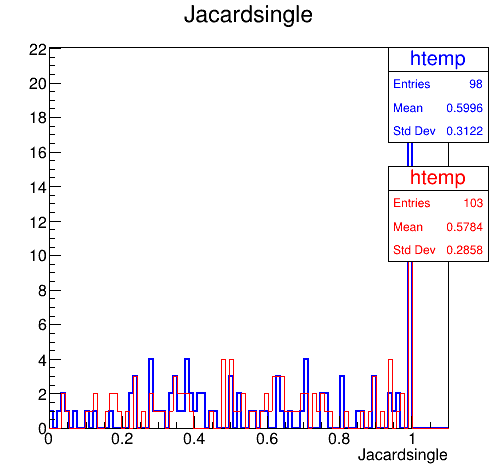 Jacardsingle
22
20
18
16
14
12
10
8
6
4
2
0
0 0.2 0.4 0.6 0.8 1
Jacardsingle
htemp
Entries 98
Mean 0.5996
Std Dev 0.3122
htemp
Entries 103
Mean 0.5784
Std Dev 0.2858